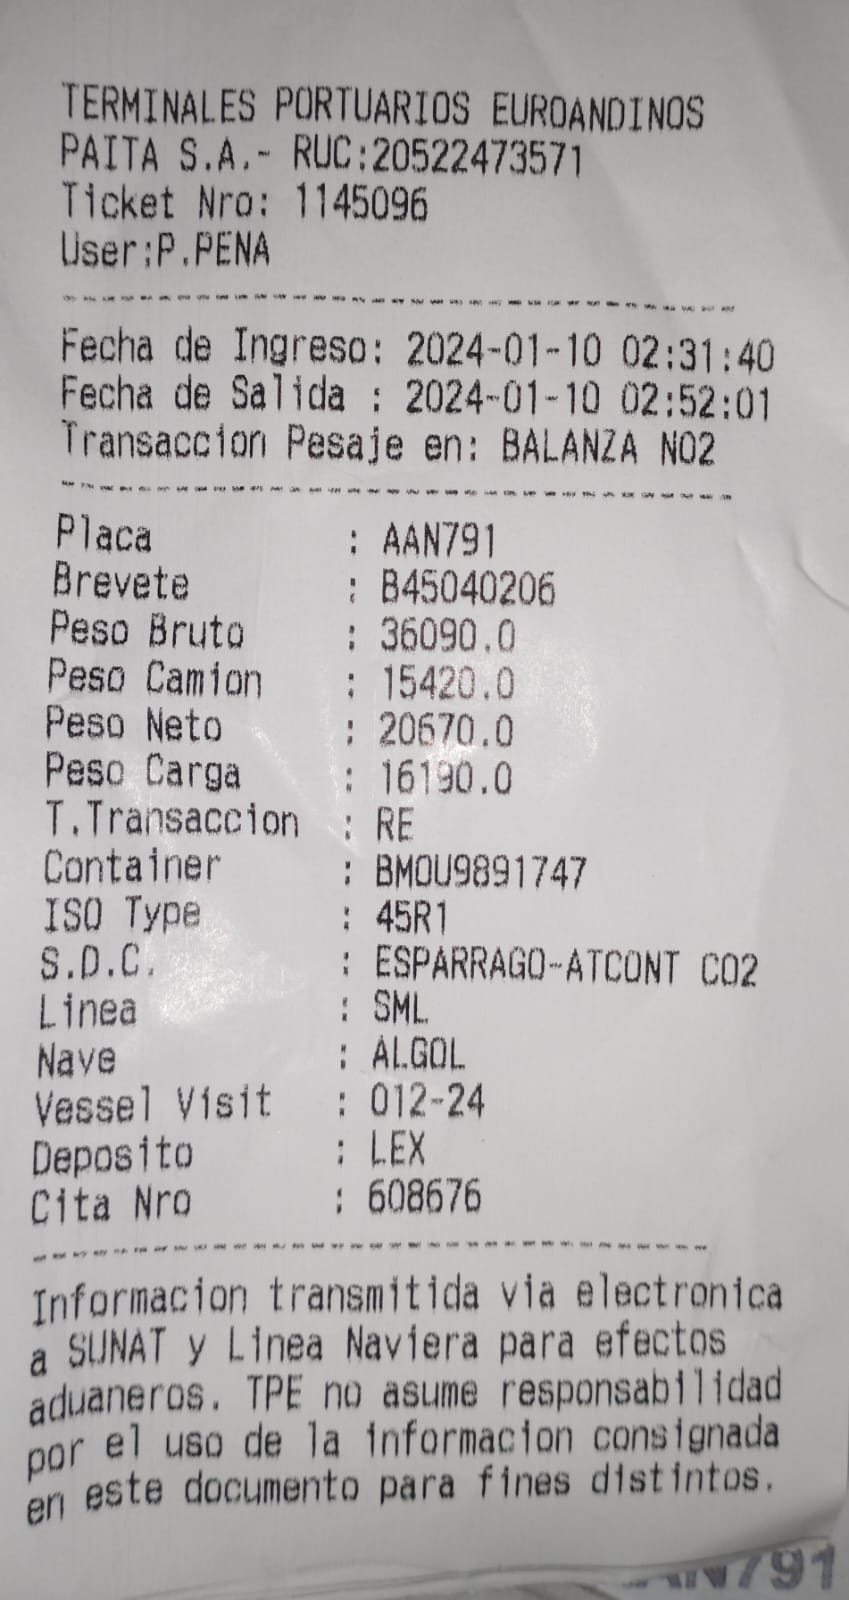 TERMINALES PORTUARIOS EUROANDINOS
PAITA S.A.- RUC:20522473571
Ticket Nro: 1145096
User:P.PENA
Fecha de Ingreso: 2024-01-10 02:31:40
Fecha de Salida : 2024-01-10 02:52:01
Transaccion Pesaje en: BALANZA NO2
Placa : AAN791
Brevete : B45040206
Peso Bruto : 36090.0
Peso Camion : 15420.0
Peso Neto : 20670.0
Peso Carga : 16190.0
T.Transaccion : RE
Container : BMOU9891747
ISO Type : 45R1
S.D.C. : ESPARRAGO-ATCONT CO2
Linea : SML
Nave : ALGOL
Vessel Visit : 012-24
Deposito : LEX
Cita Nro : 608676
Informacion transmitida via electronica
a SUNAT y Linea Naviera para efectos
aduaneros. TPE no asume responsabilidad
por el uso de la informacion consignada
en este documento para fines distintos.